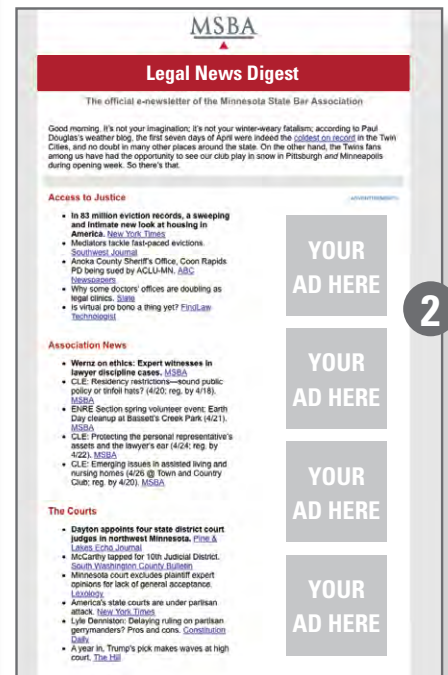 MSBA
Legal News Digest
The official e-newsletter of the Minnesota State Bar Association
Good morning. It's not your imagination; it's not your winter-weary fatalism; according to Paul
Douglas's weather blog, the first seven days of April were indeed the coldest on record in the Twin
Cities, and no doubt in many other places around the state. On the other hand, the Twins fans
among us have had the opportunity to see our club play in snow in Pittsburgh and Minneapolis
during opening week. So there's that.
Access to Justice
• In 83 million eviction records, a sweeping
and intimate new look at housing in
America. New York Times
• Mediators tackle fast-paced evictions.
Southwest Journal
• Anoka County Sheriff's Office, Coon Rapids
PD being sued by ACLU-MN. ABC
Newspapers
• Why some doctors' offices are doubling as
legal clinics. Slate
• Is virtual pro bono a thing yet? FindLaw
Technologist
Association News
• Wernz on ethics: Expert witnesses in
lawyer discipline cases. MSBA
• CLE: Residency restrictions—sound public
policy or tinfoil hats? (4/20; reg. by 4/18).
MSBA
• ENRE Section spring volunteer event: Earth
Day cleanup at Bassett's Creek Park (4/21).
MSBA
• CLE: Protecting the personal representative's
assets and the lawyer's ear (4/24; reg. by
4/22). MSBA
• CLE: Emerging issues in assisted living and
nursing homes (4/26 @ Town and Country
Club; reg. by 4/20). MSBA
The Courts
• Dayton appoints four state district court
judges in northwest Minnesota. Pine &
Lakes Echo Journal
• McCarthy tapped for 10th Judicial District.
South Washington County Bulletin
• Minnesota court excludes plaintiff expert
opinions for lack of general acceptance.
Lexology
• America's state courts are under partisan
attack. New York Times
• Lyle Denniston: Delaying ruling on partisan
gerrymanders? Pros and cons. Constitution
Daily
• A year in, Trump's pick makes waves at high
court. The Hill
ADVERTISEMENTS
YOUR
AD HERE
YOUR
AD HERE
YOUR
AD HERE
YOUR
AD HERE
2